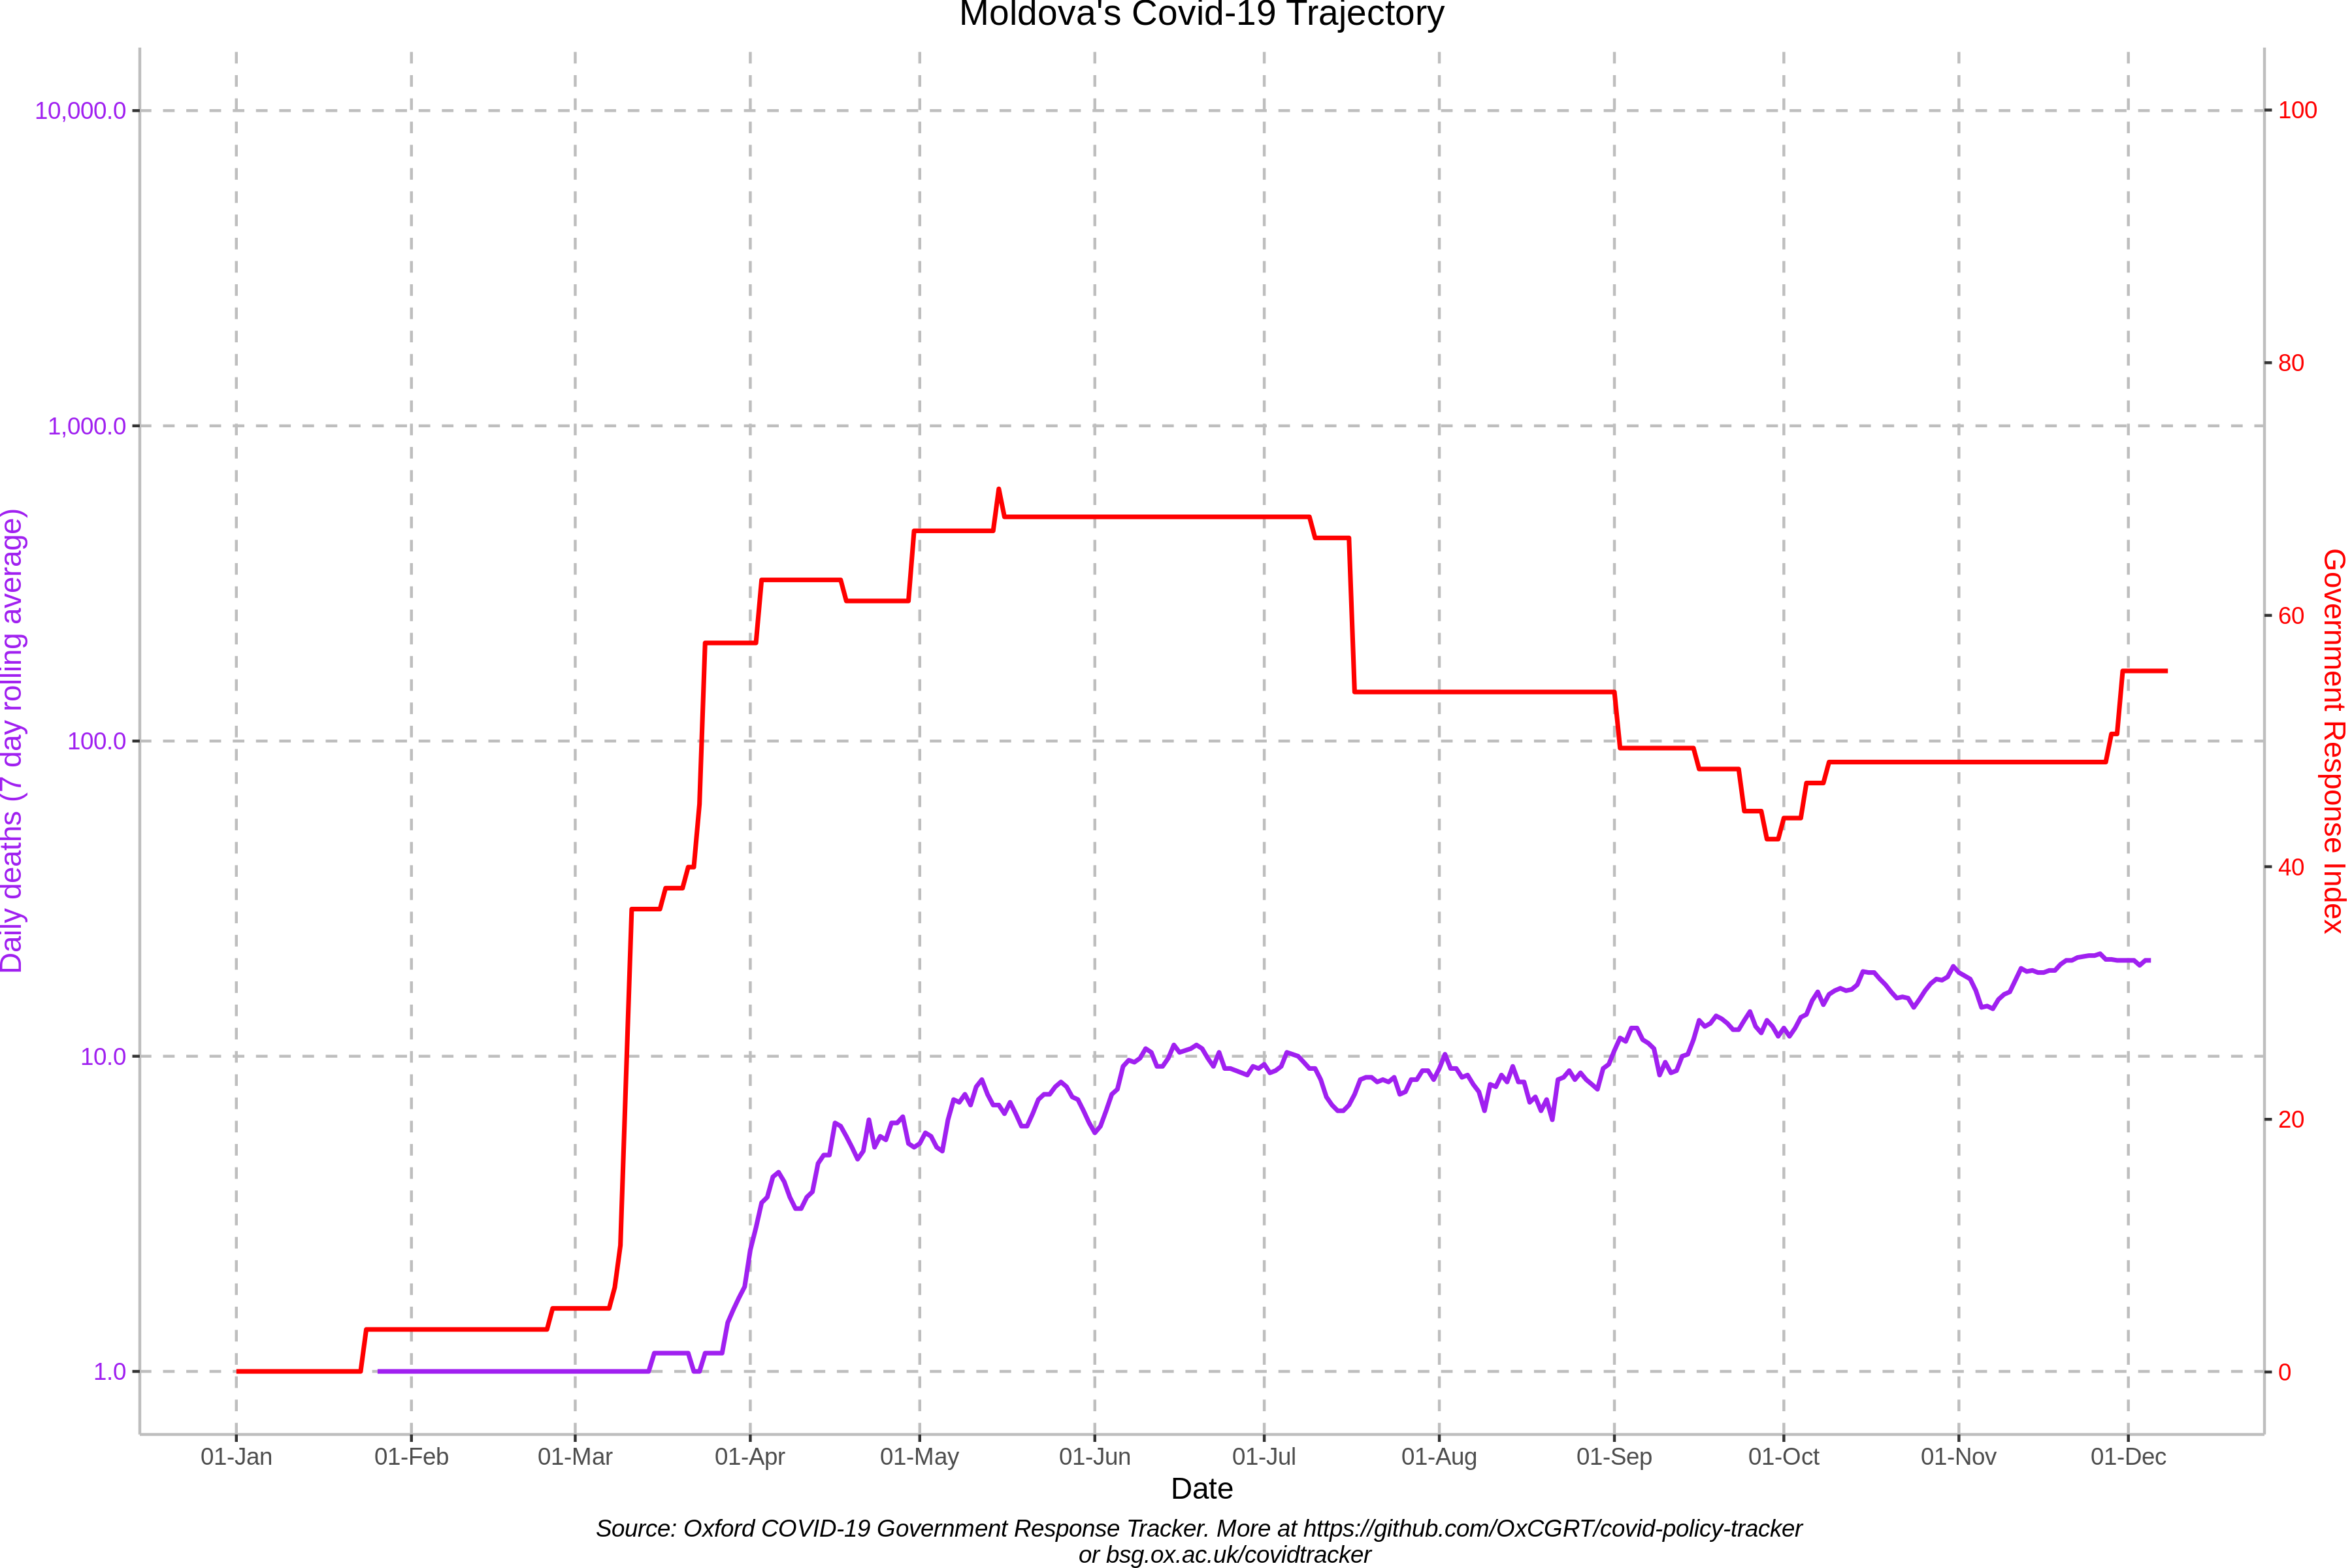 Moldova's Covid-19 Trajectory
10,000.0
1,000.0
100.0
10.0
1.0
Daily deaths (7 day rolling average)
100
80
60
40
20
0
Government Response Index
01-Jan 01-Feb 01-Mar 01-Apr 01-May 01-Jun 01-Jul 01-Aug 01-Sep 01-Oct 01-Nov 01-Dec
Date
Source: Oxford COVID-19 Government Response Tracker. More at https://github.com/OxCGRT/covid-policy-tracker
or bsg.ox.ac.uk/covidtracker